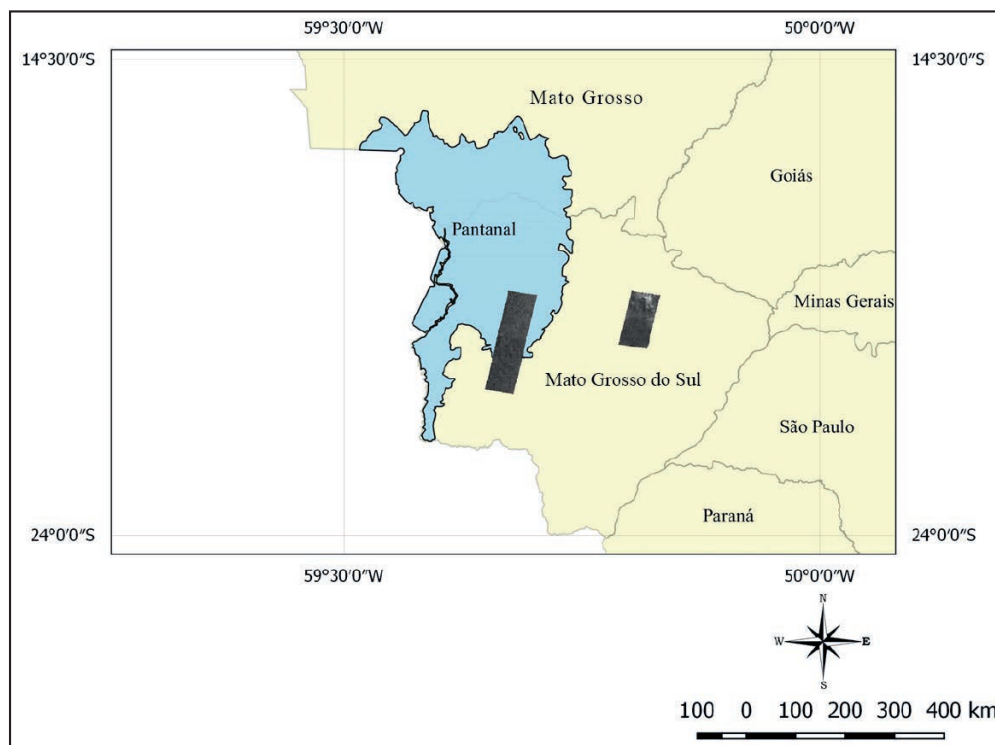 59°30′0″W 50°0′0″W
14°30′0″S 14°30′0″S
Mato Grosso
Goiás
Pantanal
Minas Gerais
Mato Grosso do Sul
São Paulo
Paraná
24°0′0″S 24°0′0″S
59°30′0″W 50°0′0″W
N
W E
S
100 0 100 200 300 400 km